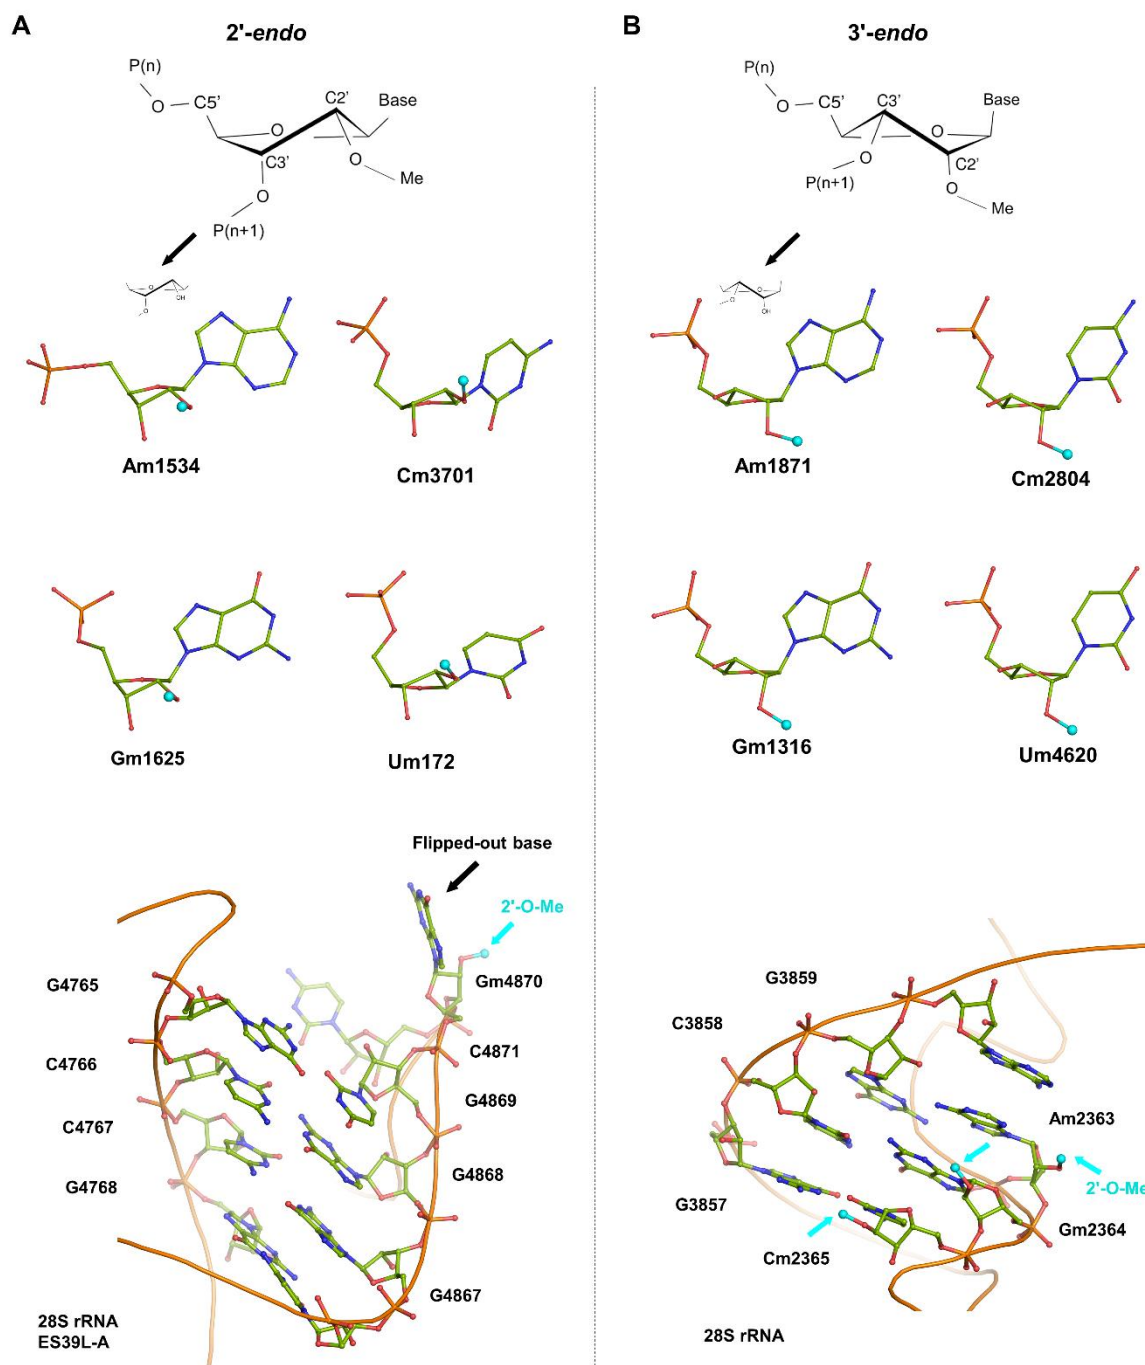 A
2'-endo
P(n)
O
C5'
O
C2'
Base
C3'
O
Me
O
P(n+1)
O
OH
O
Am1534
Cm3701
Gm1625
Um172
Flipped-out base
2'-O-Me
Gm4870
G4765
C4871
C4766
G4869
C4767
G4868
G4768
G4867
28S rRNA
ES39L-A
B
3'-endo
P(n)
O
C5'
C3'
Base
O
O
C2'
P(n+1)
O
Me
O
O
OH
Am1871
Cm2804
Gm1316
Um4620
G3859
C3858
Am2363
G3857
2'-O-Me
Gm2364
Cm2365
28S rRNA